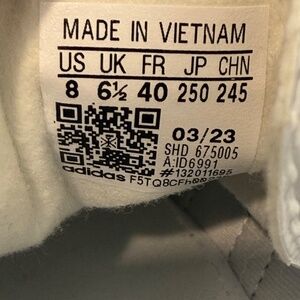 MADE IN VIETNAM
US UK FR JP CHN
8 6½ 40 250 245
03/23
SHD 675005
A:ID6991
#132011695
adidas